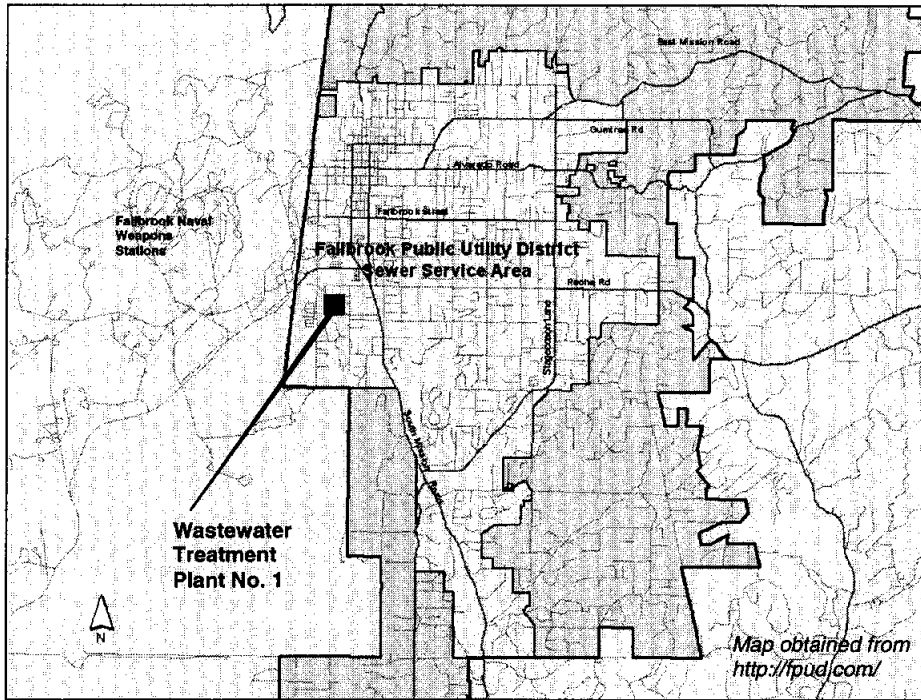 East Mission Road
Gumtree Rd
Alvarado Road
Fallbrook Naval
Weapons
Stations
Fallbrook Street
Fallbrook Public Utility District
Sewer Service Area
Reche Rd
Stagecoach Lane
South Mission Road
Wastewater
Treatment
Plant No. 1
N
Map obtained from
http://fpud.com/